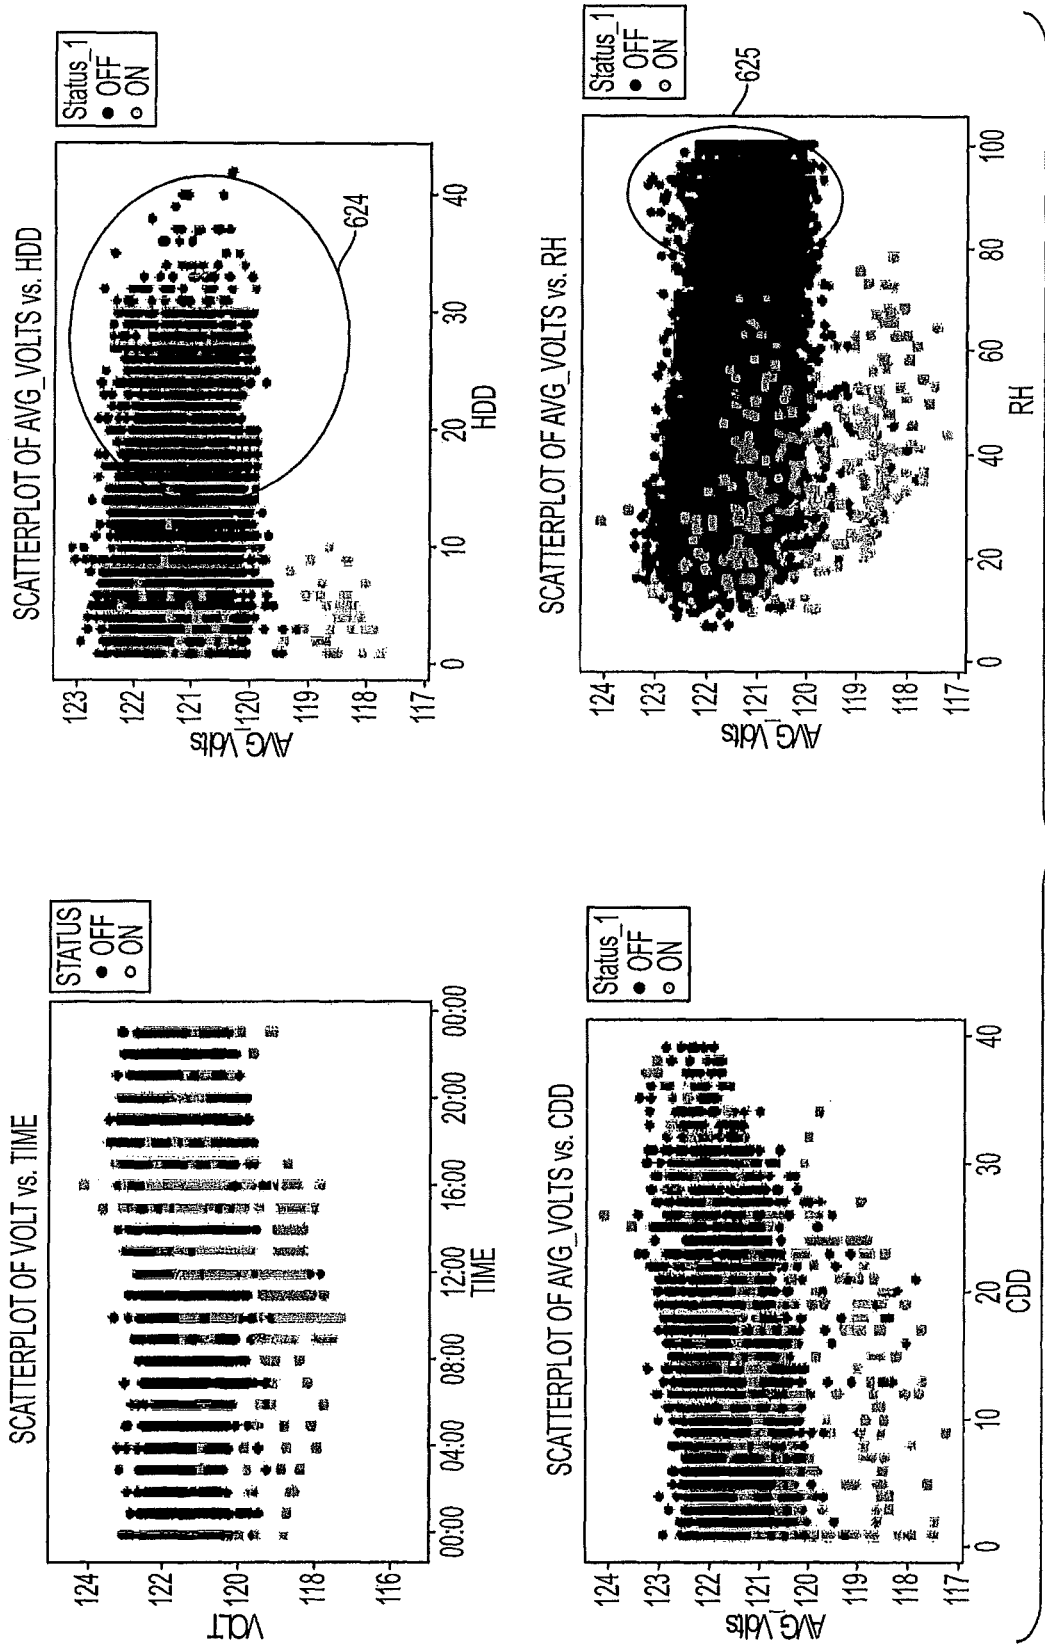 SCATTERPLOT OF VOLT vs. TIME
STATUS
OFF
ON
VOLT
124
122
120
118
116
00:00
04:00
08:00
12:00
16:00
20:00
00:00
TIME
SCATTERPLOT OF AVG_VOLTS vs. HDD
Status_1
OFF
ON
AVG_Volts
123
122
121
120
119
118
117
0
10
20
30
40
HDD
624
SCATTERPLOT OF AVG_VOLTS vs. CDD
Status_1
OFF
ON
AVG_Volts
123
122
121
120
119
118
117
0
10
20
30
40
CDD
SCATTERPLOT OF AVG_VOLTS vs. RH
Status_1
OFF
ON
AVG_Volts
124
123
122
121
120
119
118
117
0
20
40
60
80
100
RH
625